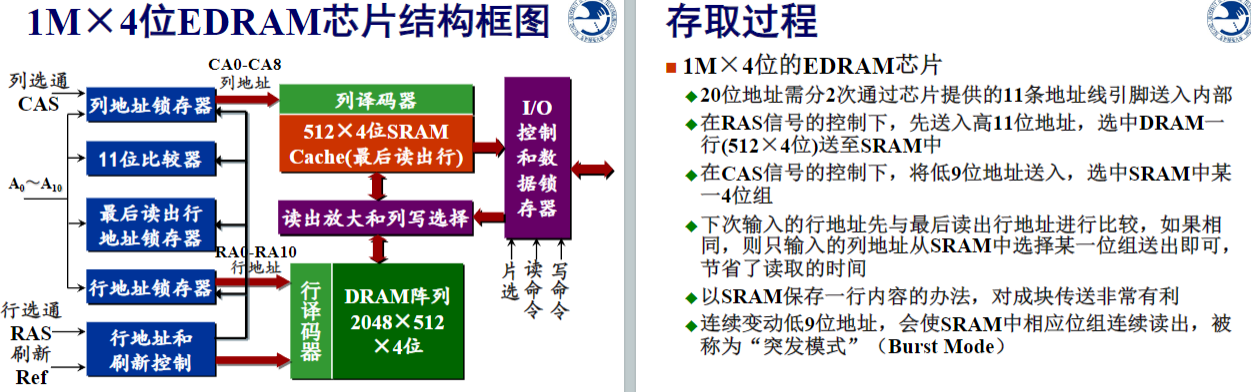 1M×4位EDRAM芯片结构框图
列选通
CAS
CA0-CA8
列地址
列地址锁存器
列译码器
512×4位SRAM
Cache(最后读出行)
I/O
控制
和数
据锁
存器
11位比较器
A0～A10
最后读出行
地址锁存器
读出放大和列写选择
RA0-RA10
行地址
行地址锁存器
行译码器
DRAM阵列
2048×512
×4位
片选
读命令
写命令
行选通
RAS
刷新
Ref
行地址和
刷新控制
存取过程
1M×4位的EDRAM芯片
20位地址需分2次通过芯片提供的11条地址线引脚送入内部
在RAS信号的控制下，先送入高11位地址，选中DRAM一
行(512×4位)送至SRAM中
在CAS信号的控制下，将低9位地址送入，选中SRAM中某
一4位组
下次输入的行地址先与最后读出行地址进行比较，如果相
同，则只输入的列地址从SRAM中选择某一位组送出即可，
节省了读取的时间
以SRAM保存一行内容的办法，对成块传送非常有利
连续变动低9位地址，会使SRAM中相应位组连续读出，被
称为“突发模式”（Burst Mode）